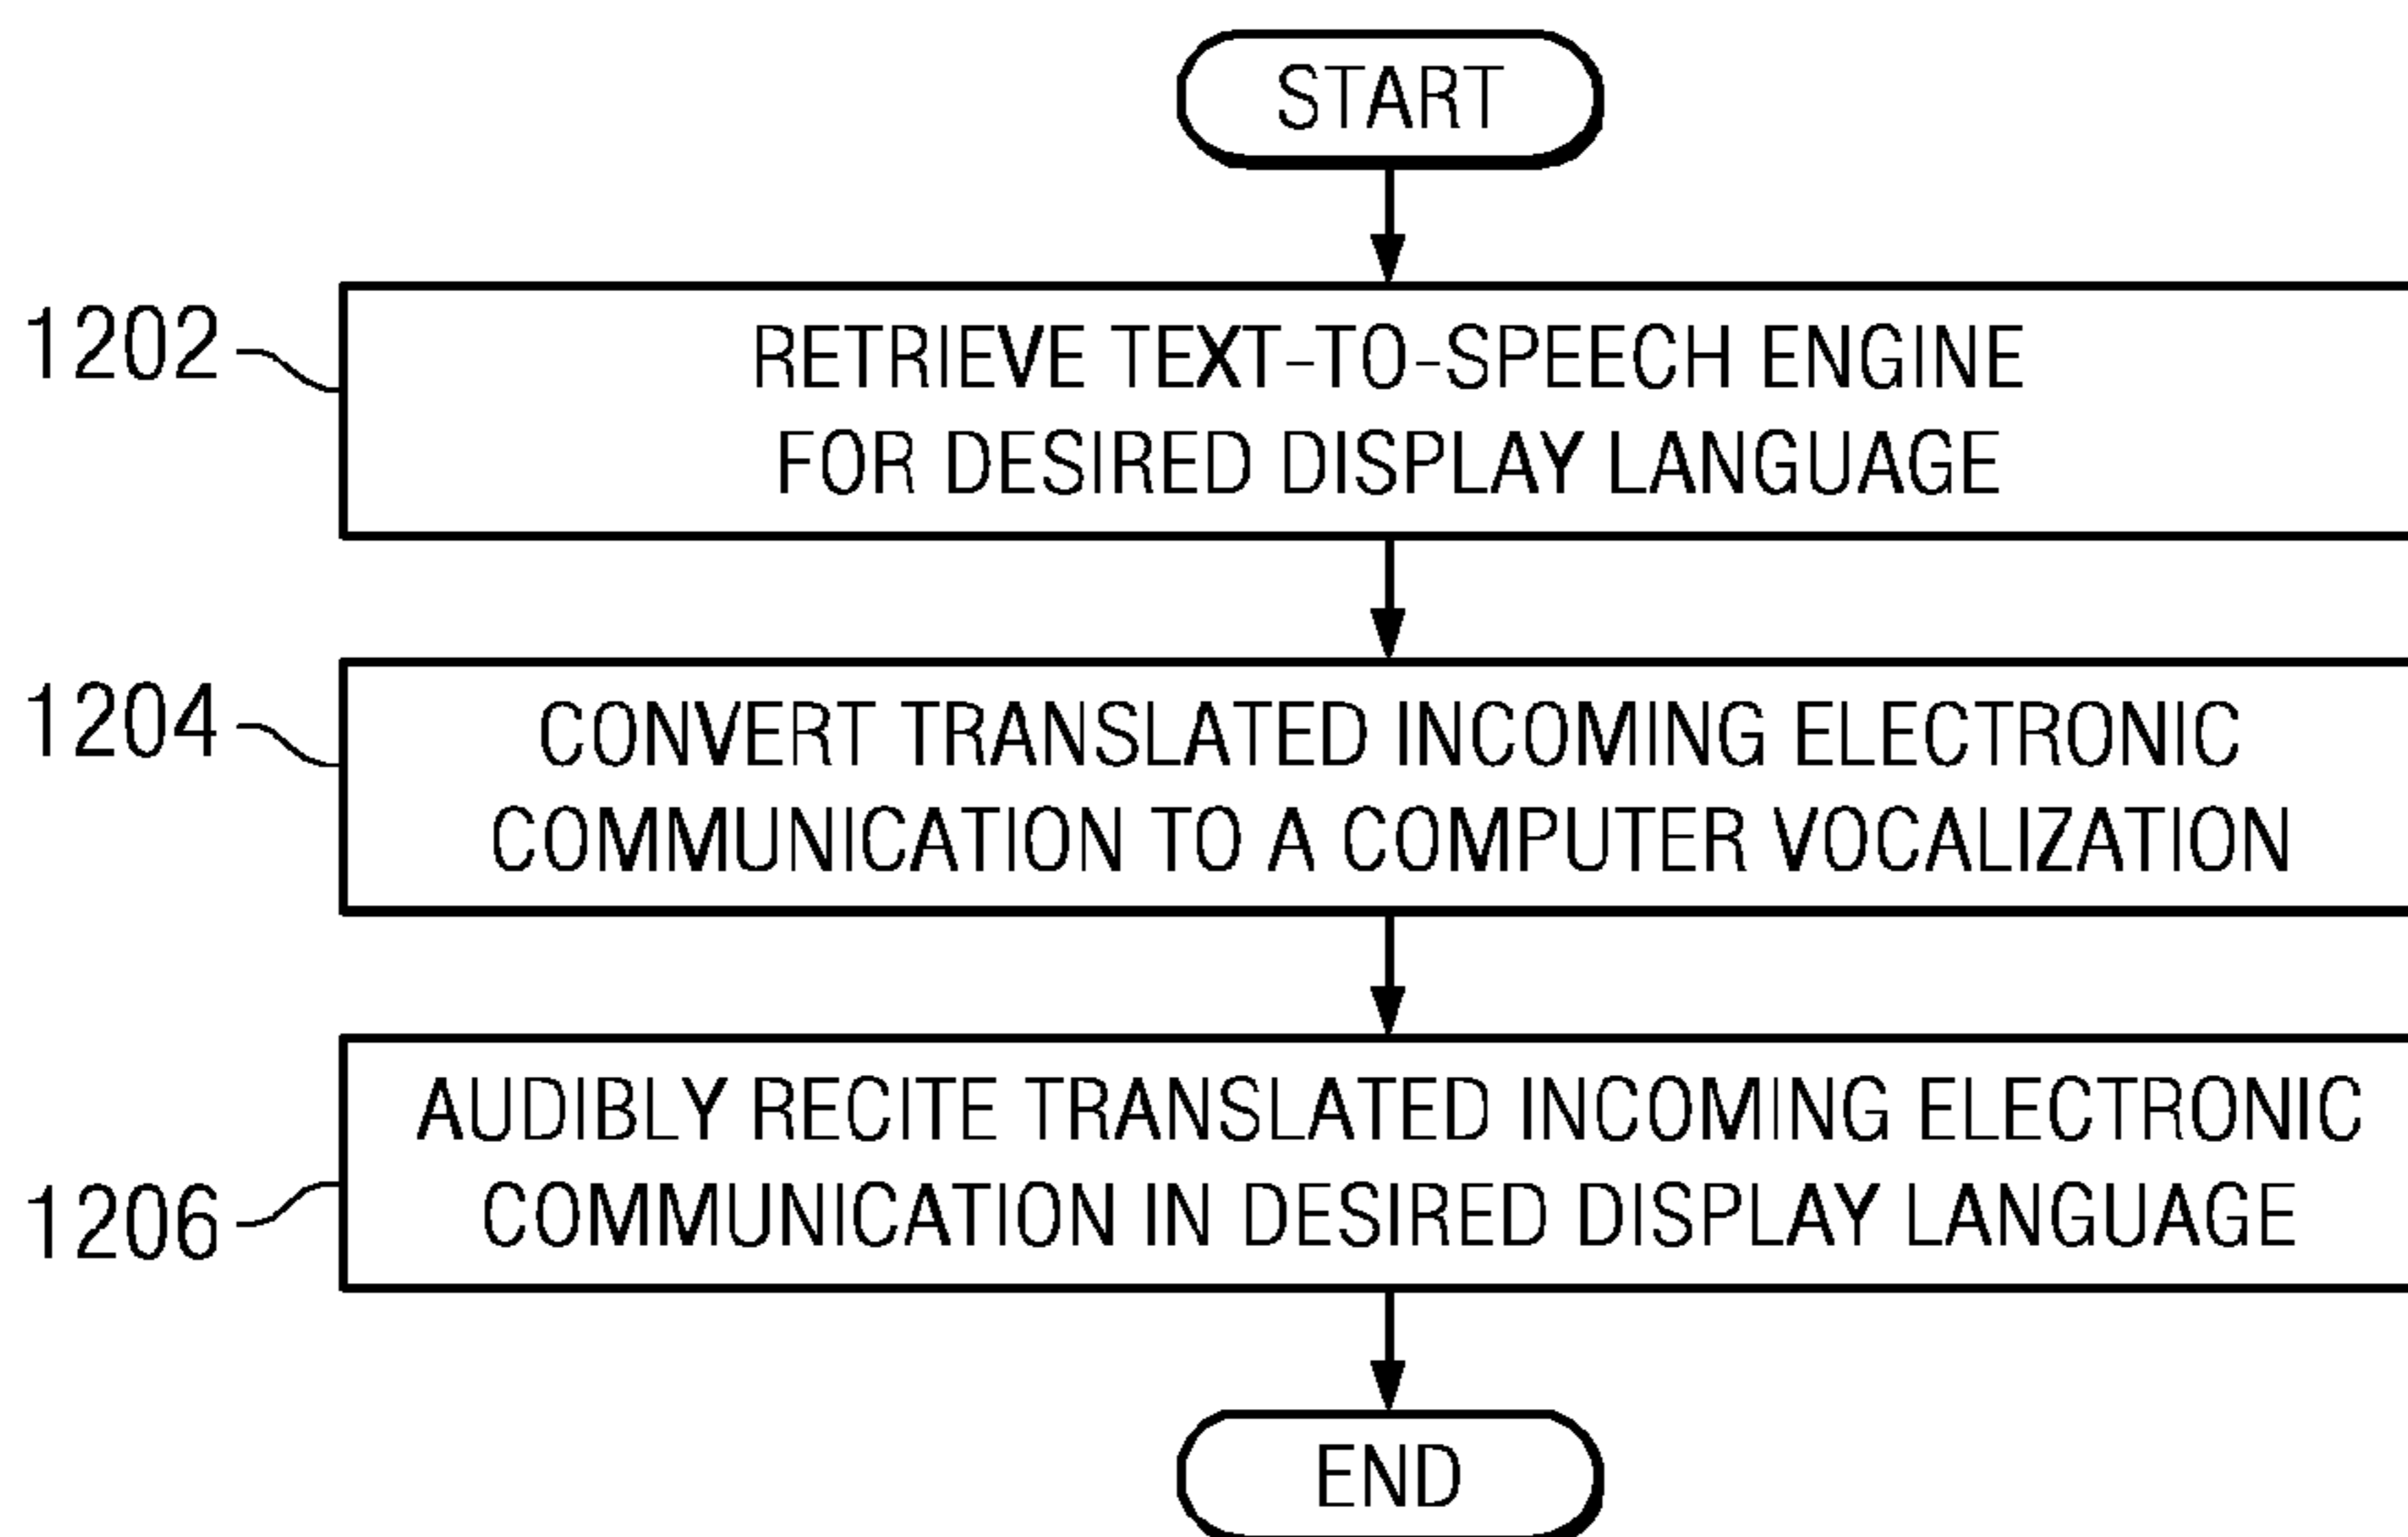 START
1202
RETRIEVE TEXT-TO-SPEECH ENGINE
FOR DESIRED DISPLAY LANGUAGE
1204
CONVERT TRANSLATED INCOMING ELECTRONIC
COMMUNICATION TO A COMPUTER VOCALIZATION
1206
AUDIBLY RECITE TRANSLATED INCOMING ELECTRONIC
COMMUNICATION IN DESIRED DISPLAY LANGUAGE
END